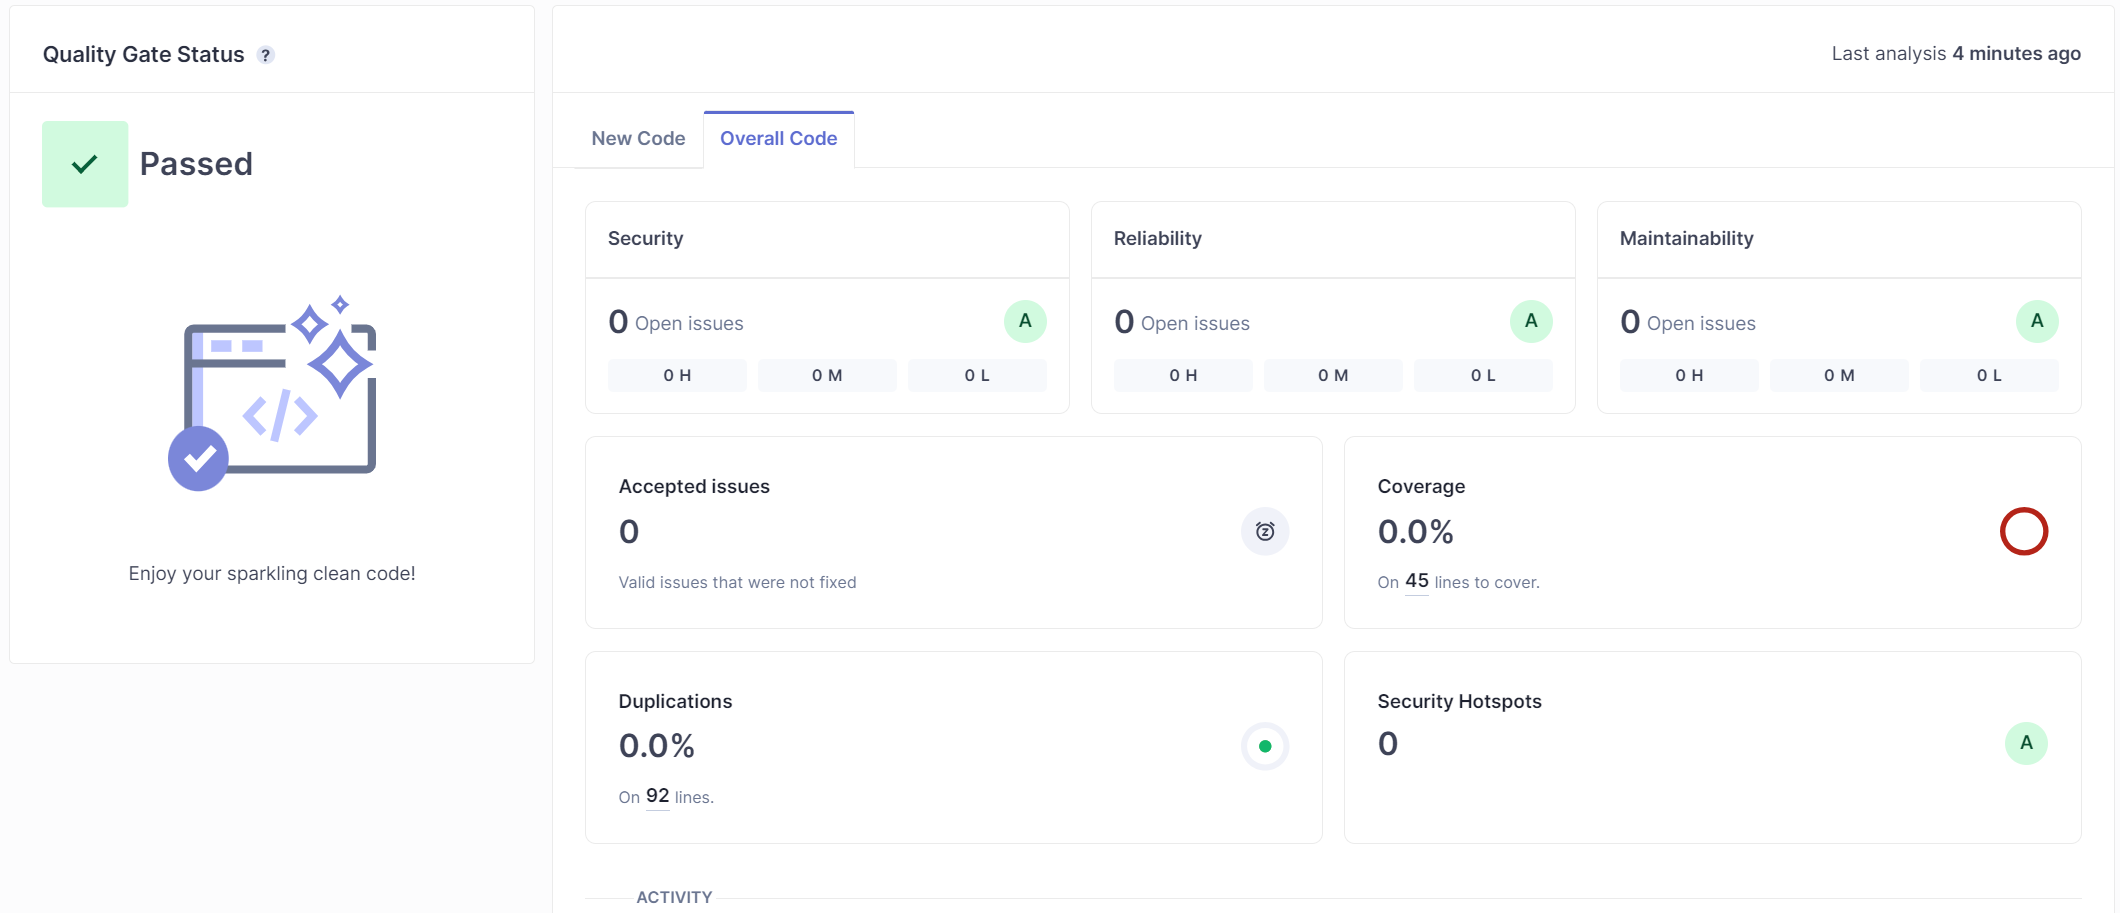 Quality Gate Status ?
Passed
Enjoy your sparkling clean code!
Last analysis 4 minutes ago
New Code
Overall Code
Security
0 Open issues
A
0 H
0 M
0 L
Reliability
0 Open issues
A
0 H
0 M
0 L
Maintainability
0 Open issues
A
0 H
0 M
0 L
Accepted issues
0
Valid issues that were not fixed
Coverage
0.0%
On 45 lines to cover.
Duplications
0.0%
On 92 lines.
Security Hotspots
0
A
ACTIVITY